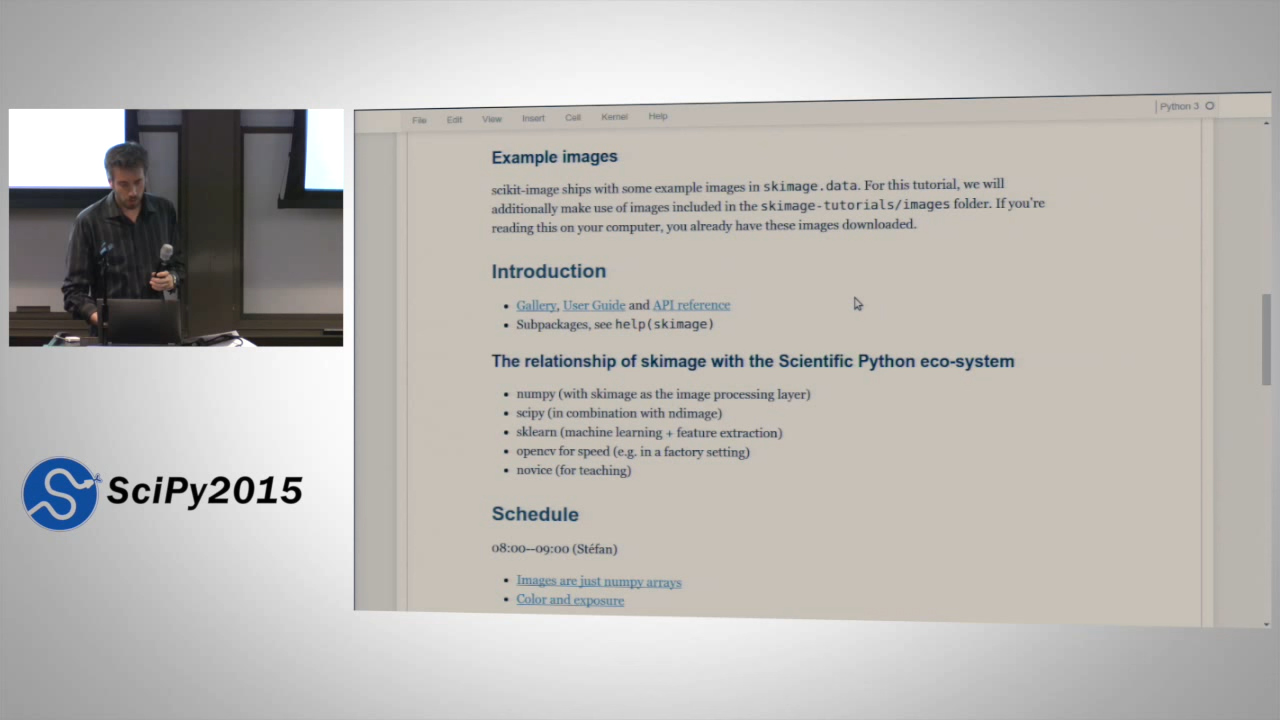 File Edit View Insert Cell Kernel Help
Python 3
Example images
scikit-image ships with some example images in skimage.data. For this tutorial, we will
additionally make use of images included in the skimage-tutorials/images folder. If you're
reading this on your computer, you already have these images downloaded.
Introduction
Gallery, User Guide and API reference
Subpackages, see help(skimage)
The relationship of skimage with the Scientific Python eco-system
numpy (with skimage as the image processing layer)
scipy (in combination with ndimage)
sklearn (machine learning + feature extraction)
opencv for speed (e.g. in a factory setting)
novice (for teaching)
Schedule
08:00--09:00 (Stéfan)
Images are just numpy arrays
Color and exposure
SciPy2015